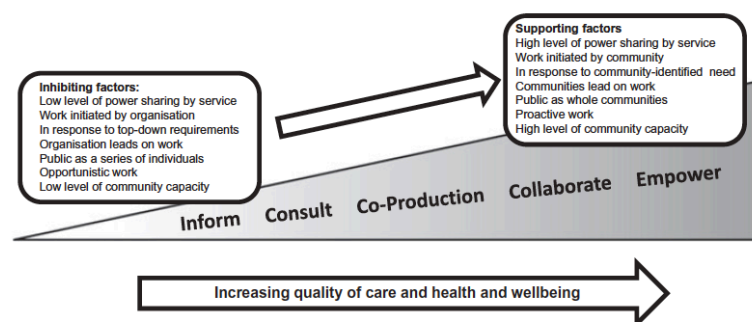 Supporting factors
High level of power sharing by service
Work initiated by community
In response to community-identified need
Communities lead on work
Public as whole communities
Proactive work
High level of community capacity
Inhibiting factors:
Low level of power sharing by service
Work initiated by organisation
In response to top-down requirements
Organisation leads on work
Public as a series of individuals
Opportunistic work
Low level of community capacity
Inform Consult Co-Production Collaborate Empower
Increasing quality of care and health and wellbeing